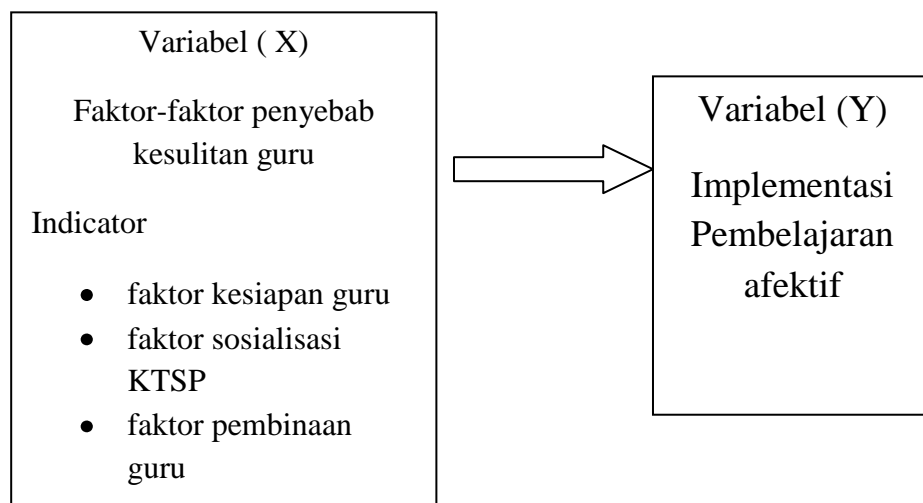 Variabel ( X)
Faktor-faktor penyebab
kesulitan guru
Indicator
• faktor kesiapan guru
• faktor sosialisasi
KTSP
• faktor pembinaan
guru
Variabel (Y)
Implementasi
Pembelajaran
afektif